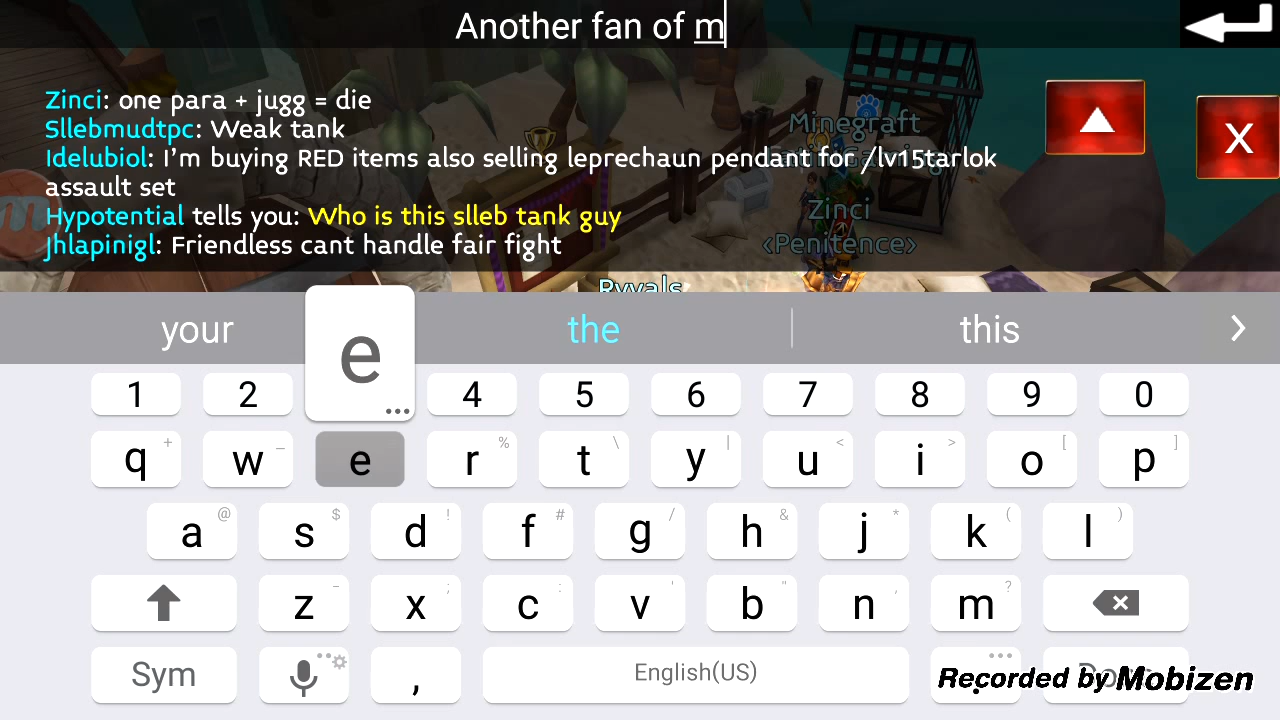 Another fan of m
Zinci: one para + jugg = die
Sllebmudtpc: Weak tank
Minegraft
Idelubiol: I'm buying RED items also selling leprechaun pendant for /lv15tarlok
assault set
Zinci
Hypotential tells you: Who is this slleb tank guy
<Penitence>
Jhlapinigl: Friendless cant handle fair fight
Ryvals
X
your
the
this
e
1 2 4 5 6 7 8 9 0
q + w _ e r % t \ y | u < i > o [ p ]
a @ s $ d ! f # g / h & j * k ( l )
z - x ; c : v ' b " n , m ?
Sym , English(US)
Recorded by Mobizen